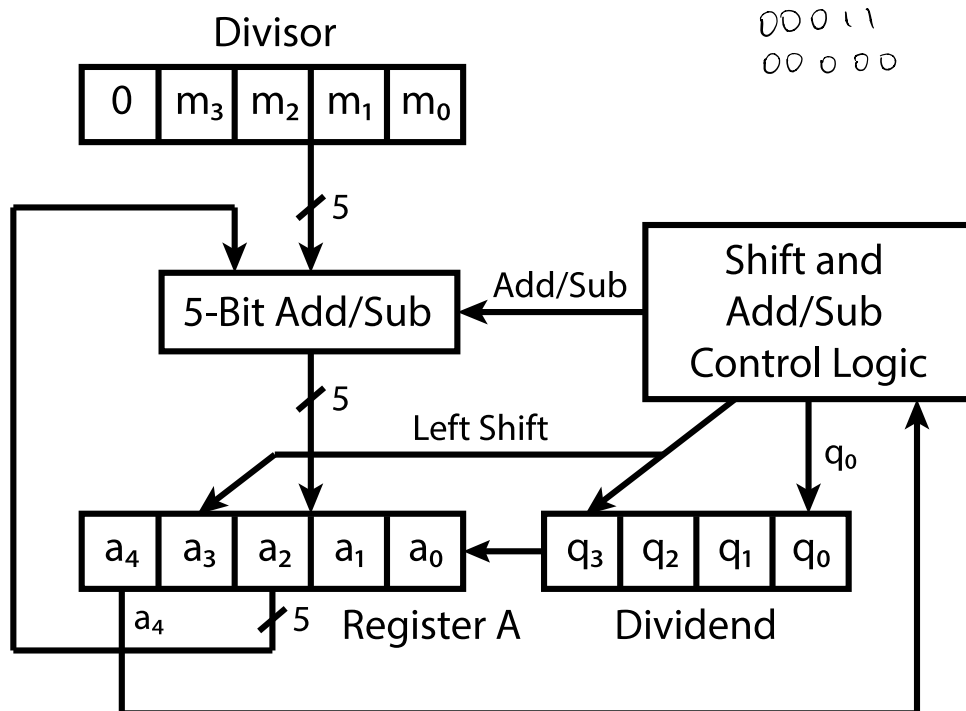 00011
00000
Divisor
0 m₃ m₂ m₁ m₀
5
5-Bit Add/Sub
Add/Sub
Shift and
Add/Sub
Control Logic
5
Left Shift
q₀
a₄ a₃ a₂ a₁ a₀
q₃ q₂ q₁ q₀
a₄
5
Register A
Dividend